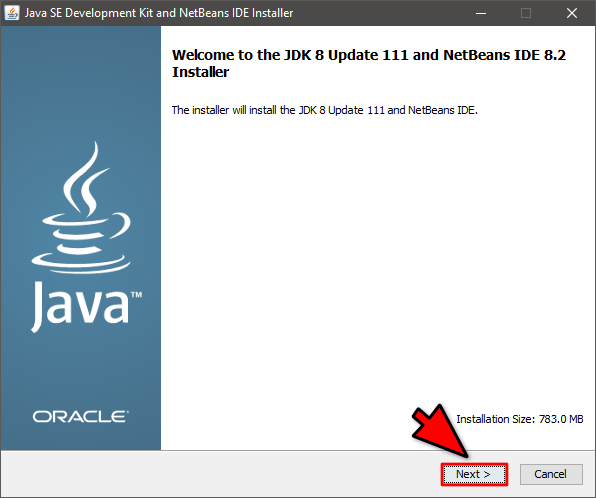 Java SE Development Kit and NetBeans IDE Installer
Welcome to the JDK 8 Update 111 and NetBeans IDE 8.2
Installer
The installer will install the JDK 8 Update 111 and NetBeans IDE.
Java™
ORACLE®
Installation Size: 783.0 MB
Next >
Cancel